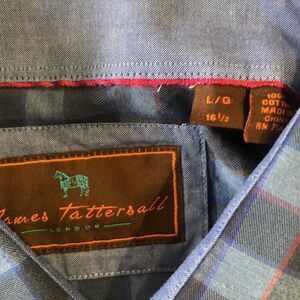 L/G
16 1/2
100%
COTTON
MADE IN
CHINA
RN
James Tattersall
LONDON